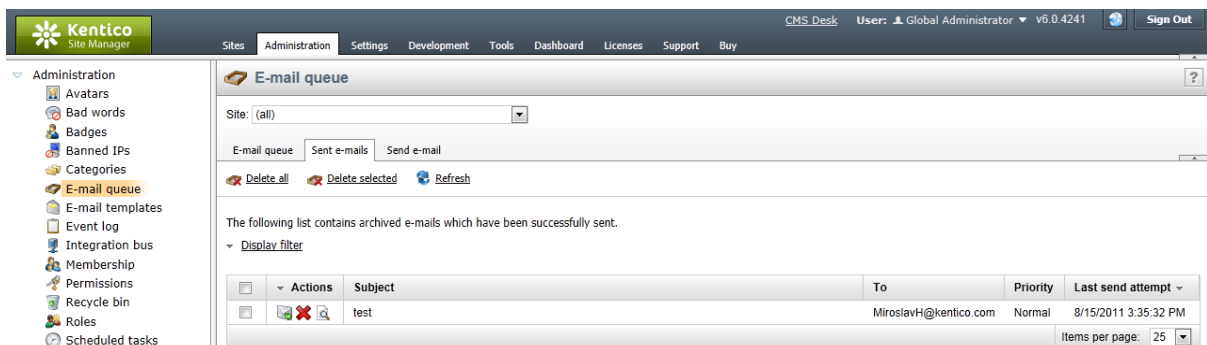 CMS Desk User: Global Administrator v6.0.4241 Sign Out
Kentico
Site Manager
Sites Administration Settings Development Tools Dashboard Licenses Support Buy
Administration
Avatars
Bad words
Badges
Banned IPs
Categories
E-mail queue
E-mail templates
Event log
Integration bus
Membership
Permissions
Recycle bin
Roles
Scheduled tasks
E-mail queue ?
Site: (all)
E-mail queue Sent e-mails Send e-mail
Delete all Delete selected Refresh
The following list contains archived e-mails which have been successfully sent.
Display filter
Actions Subject To Priority Last send attempt
test MiroslavH@kentico.com Normal 8/15/2011 3:35:32 PM
Items per page: 25